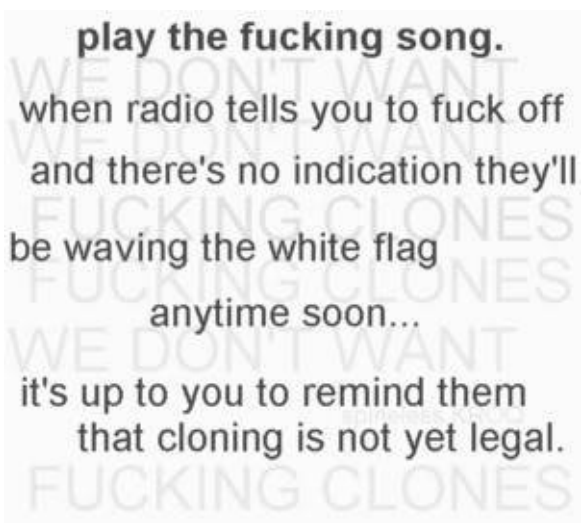 play the fucking song.
WE DON'T WANT
when radio tells you to fuck off
WE DON'T WANT
and there's no indication they'll
FUCKING CLONES
be waving the white flag
FUCKING CLONES
anytime soon...
WE DON'T WANT
it's up to you to remind them
spineless KROQ
that cloning is not yet legal.
FUCKING CLONES